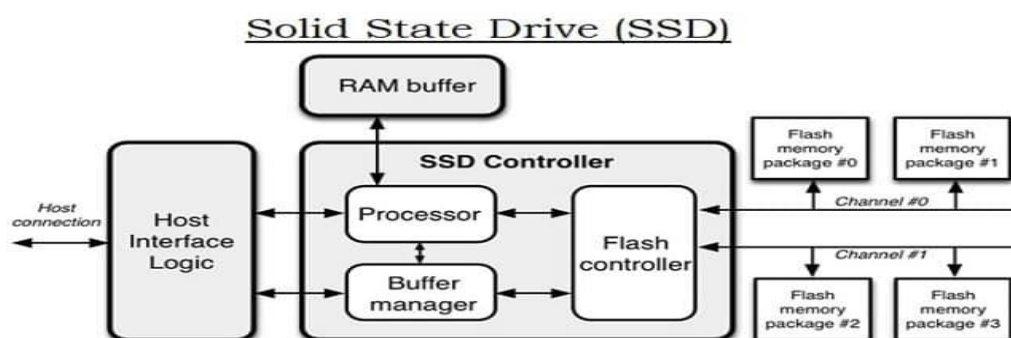 Solid State Drive (SSD)
RAM buffer
SSD Controller
Host
connection
Host
Interface
Logic
Processor
Buffer
manager
Flash
controller
Flash
memory
package #0
Flash
memory
package #1
Channel #0
Channel #1
Flash
memory
package #2
Flash
memory
package #3